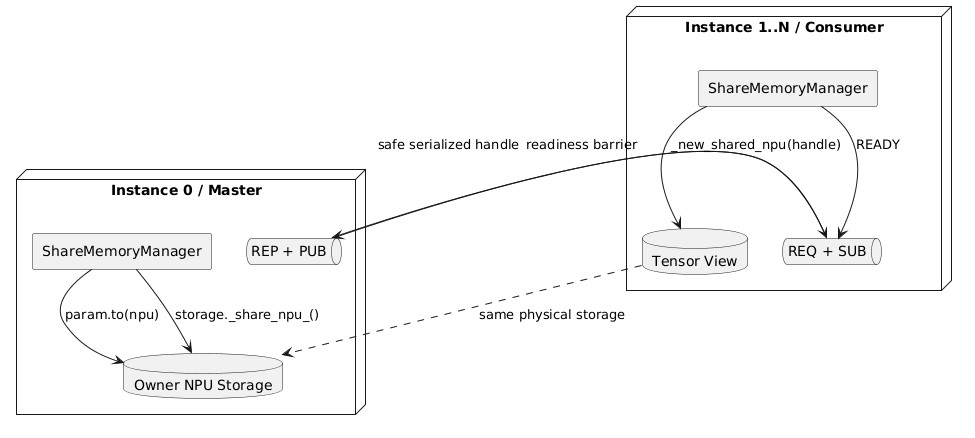 Instance 1..N / Consumer
ShareMemoryManager
safe serialized handle
readiness barrier
_new_shared_npu(handle)
READY
Instance 0 / Master
ShareMemoryManager
REP + PUB
Tensor View
REQ + SUB
param.to(npu)
storage._share_npu_()
same physical storage
Owner NPU Storage